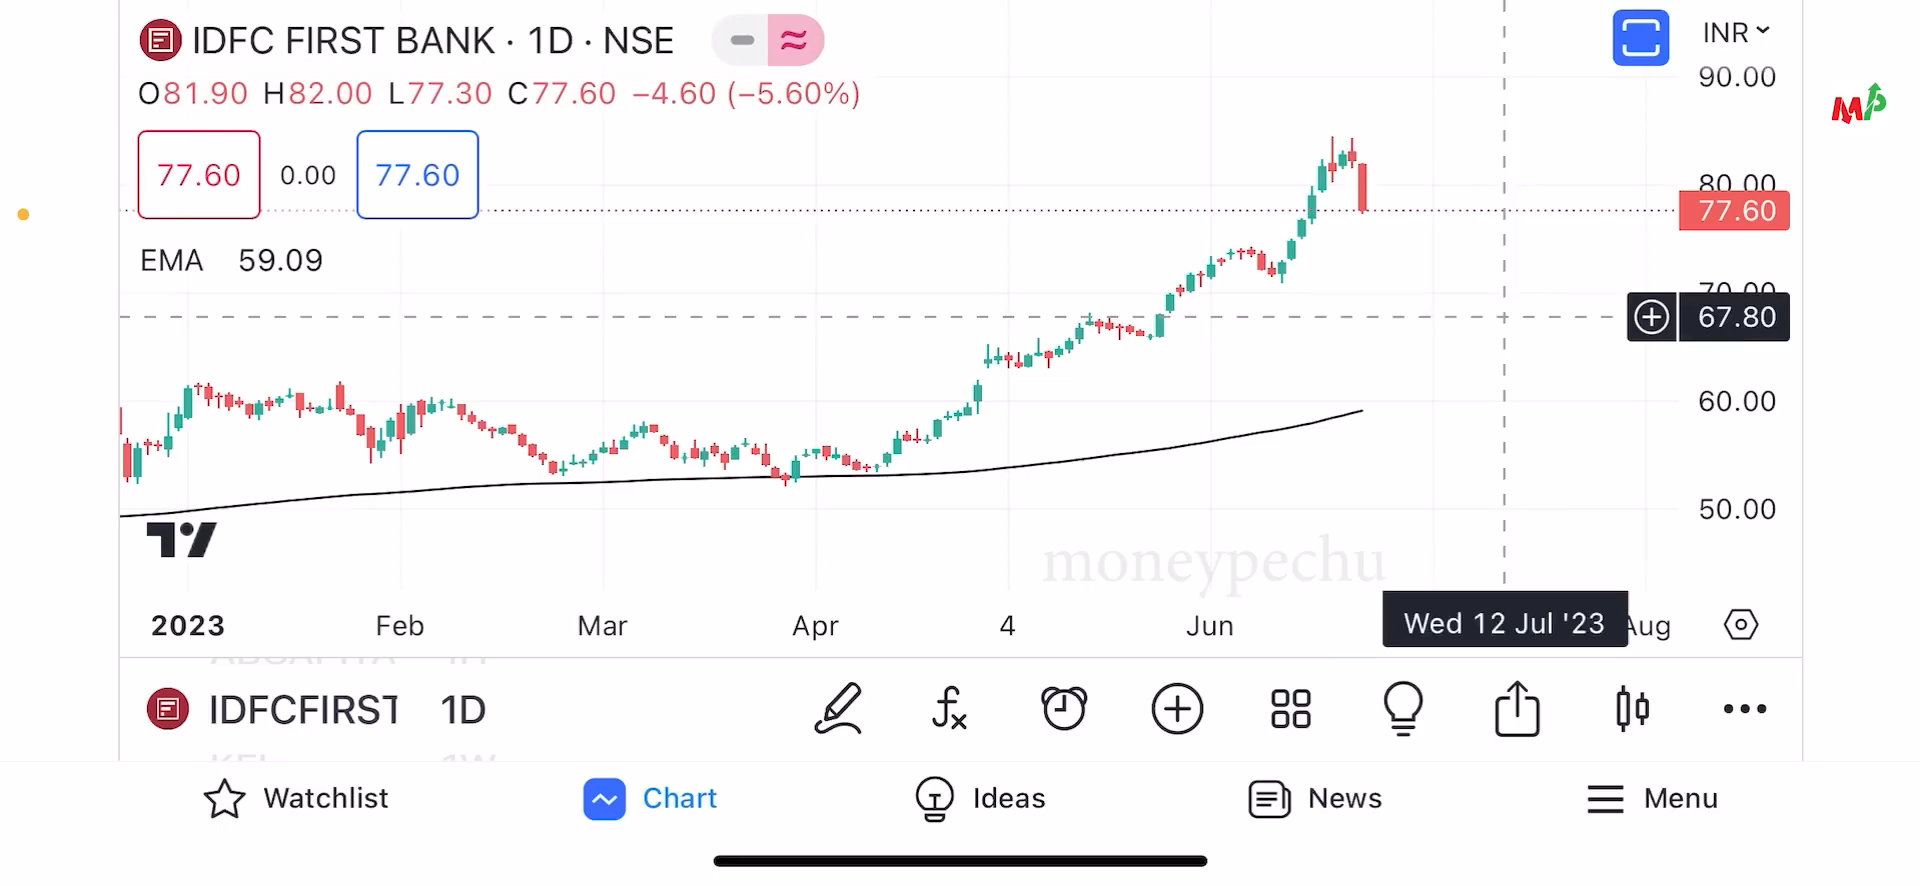 IDFC FIRST BANK · 1D · NSE
INR
O81.90 H82.00 L77.30 C77.60 −4.60 (−5.60%)
90.00
MP
77.60 0.00 77.60
80.00
77.60
EMA 59.09
70.00
67.80
60.00
50.00
moneypechu
2023 Feb Mar Apr 4 Jun Wed 12 Jul '23 Aug
IDFCFIRST 1D
Watchlist Chart Ideas News Menu